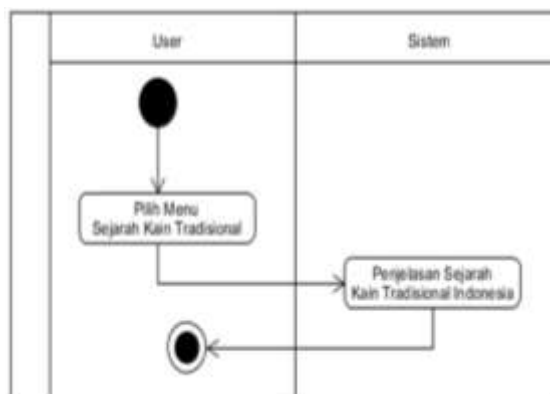 User
Sistem
Pilih Menu
Sejarah Kain Tradisional
Penjelasan Sejarah
Kain Tradisional Indonesia